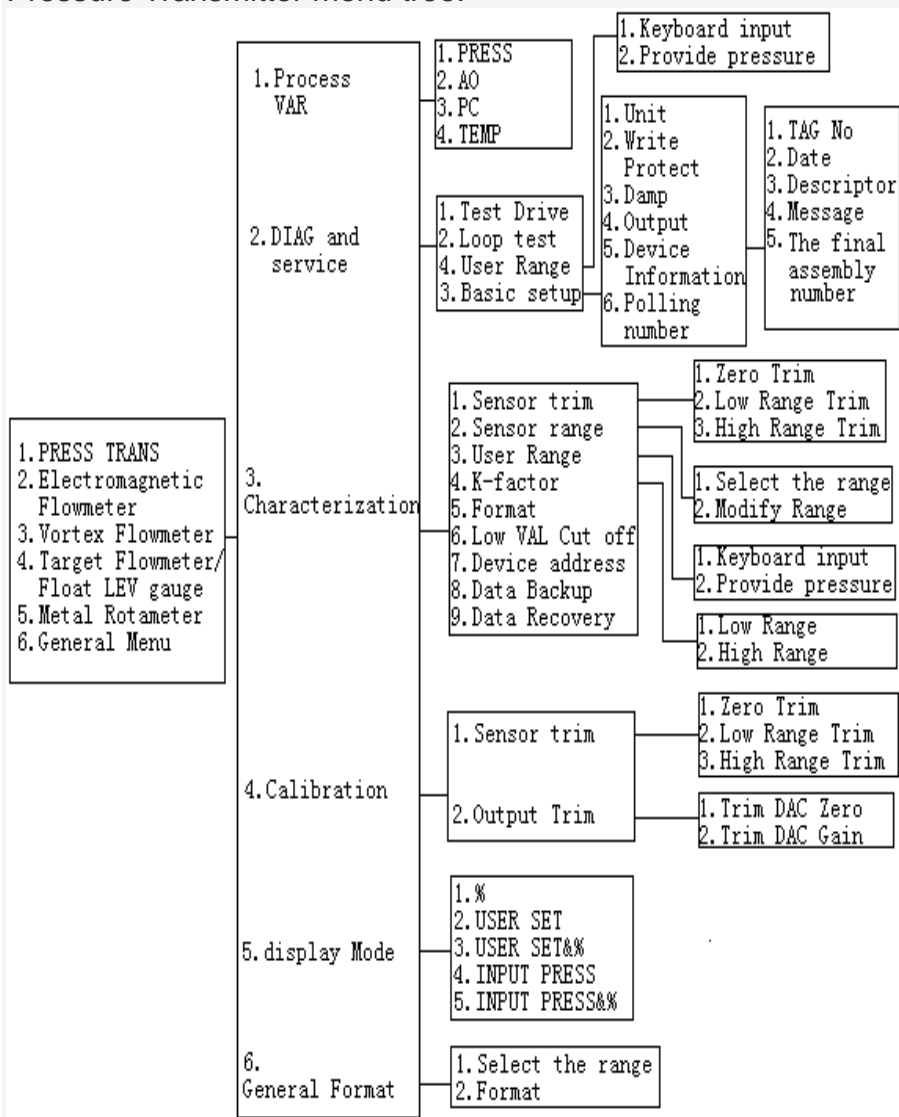 Pressure Transmitter menu tree:
1.PRESS TRANS
2.Electromagnetic
Flowmeter
3.Vortex Flowmeter
4.Target Flowmeter/
Float LEV gauge
5.Metal Rotameter
6.General Menu
1.Process
VAR
2.DIAG and
service
3.
Characterization
4.Calibration
5.display Mode
6.
General Format
1.PRESS
2.AO
3.PC
4.TEMP
1.Test Drive
2.Loop test
4.User Range
3.Basic setup
1.Keyboard input
2.Provide pressure
1.Unit
2.Write
Protect
3.Damp
4.Output
5.Device
Information
6.Polling
number
1.TAG No
2.Date
3.Descriptor
4.Message
5.The final
assembly
number
1.Sensor trim
2.Sensor range
3.User Range
4.K-factor
5.Format
6.Low VAL Cut off
7.Device address
8.Data Backup
9.Data Recovery
1.Zero Trim
2.Low Range Trim
3.High Range Trim
1.Select the range
2.Modify Range
1.Keyboard input
2.Provide pressure
1.Low Range
2.High Range
1.Sensor trim
2.Output Trim
1.Zero Trim
2.Low Range Trim
3.High Range Trim
1.Trim DAC Zero
2.Trim DAC Gain
1.%
2.USER SET
3.USER SET&%
4.INPUT PRESS
5.INPUT PRESS&%
1.Select the range
2.Format